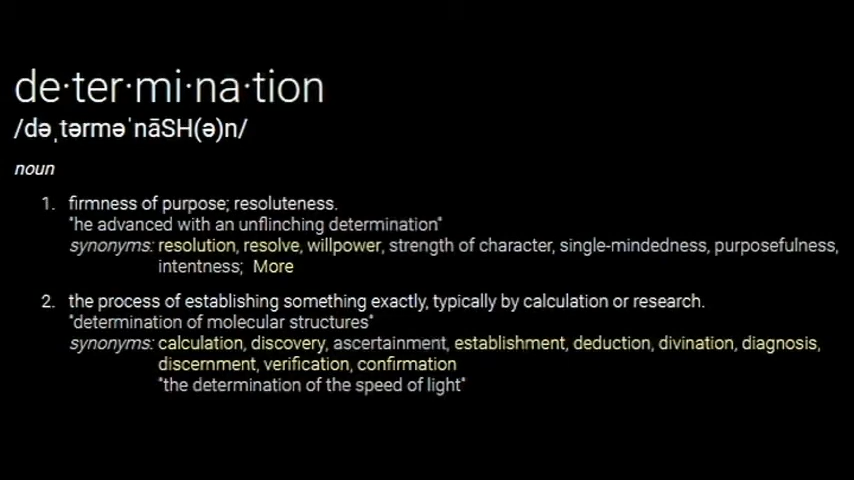 de·ter·mi·na·tion
/dəˌtərməˈnāSH(ə)n/
noun
1. firmness of purpose; resoluteness.
"he advanced with an unflinching determination"
synonyms: resolution, resolve, willpower, strength of character, single-mindedness, purposefulness,
intentness; More
2. the process of establishing something exactly, typically by calculation or research.
"determination of molecular structures"
synonyms: calculation, discovery, ascertainment, establishment, deduction, divination, diagnosis,
discernment, verification, confirmation
"the determination of the speed of light"